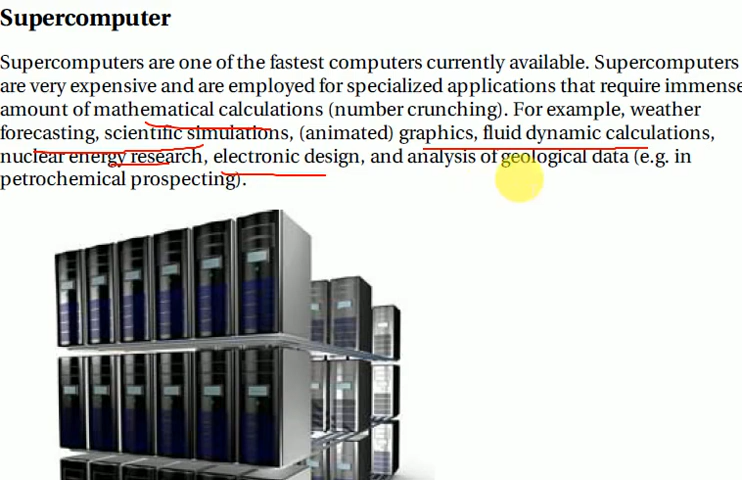 Supercomputer
Supercomputers are one of the fastest computers currently available. Supercomputers
are very expensive and are employed for specialized applications that require immense
amount of mathematical calculations (number crunching). For example, weather
forecasting, scientific simulations, (animated) graphics, fluid dynamic calculations,
nuclear energy research, electronic design, and analysis of geological data (e.g. in
petrochemical prospecting).